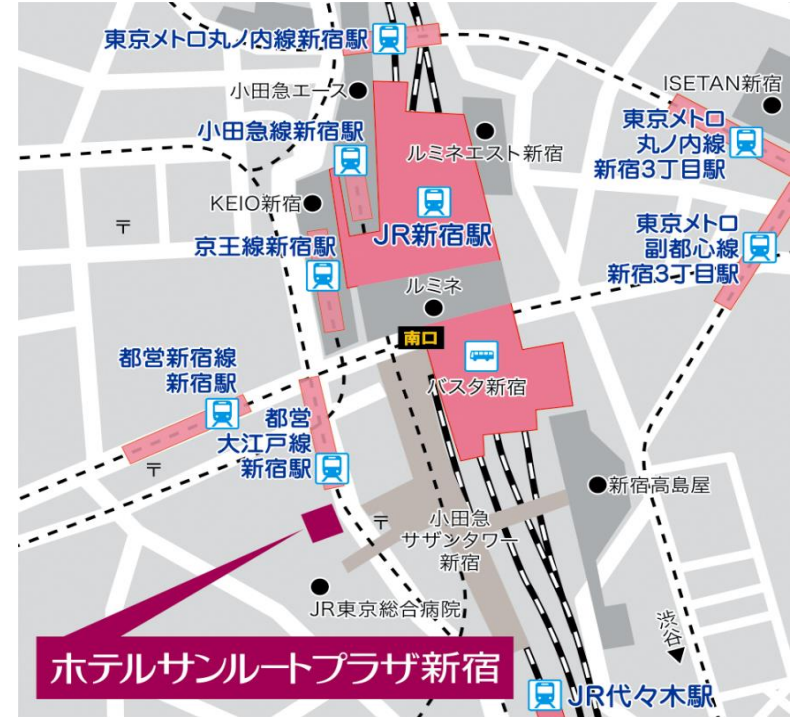 東京メトロ丸ノ内線新宿駅
小田急エース
ISETAN新宿
小田急線新宿駅
ルミネエスト新宿
東京メトロ
丸ノ内線
新宿3丁目駅
KEIO新宿
〒
JR新宿駅
東京メトロ
副都心線
新宿3丁目駅
京王線新宿駅
ルミネ
南口
都営新宿線
新宿駅
バスタ新宿
都営
大江戸線
新宿駅
〒
新宿高島屋
〒
小田急
サザンタワー
新宿
JR東京総合病院
渋谷
ホテルサンルートプラザ新宿
JR代々木駅